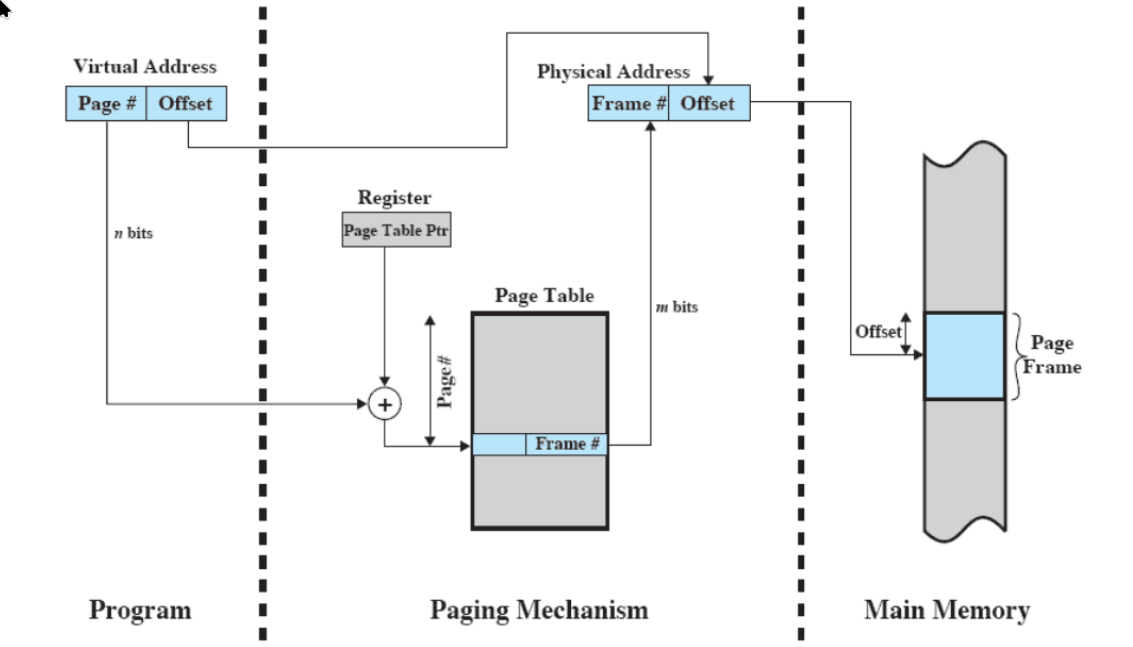 Virtual Address
Page # Offset
Physical Address
Frame # Offset
n bits
Register
Page Table Ptr
Page Table
m bits
Page#
+
Frame #
Offset
Page
Frame
Program
Paging Mechanism
Main Memory